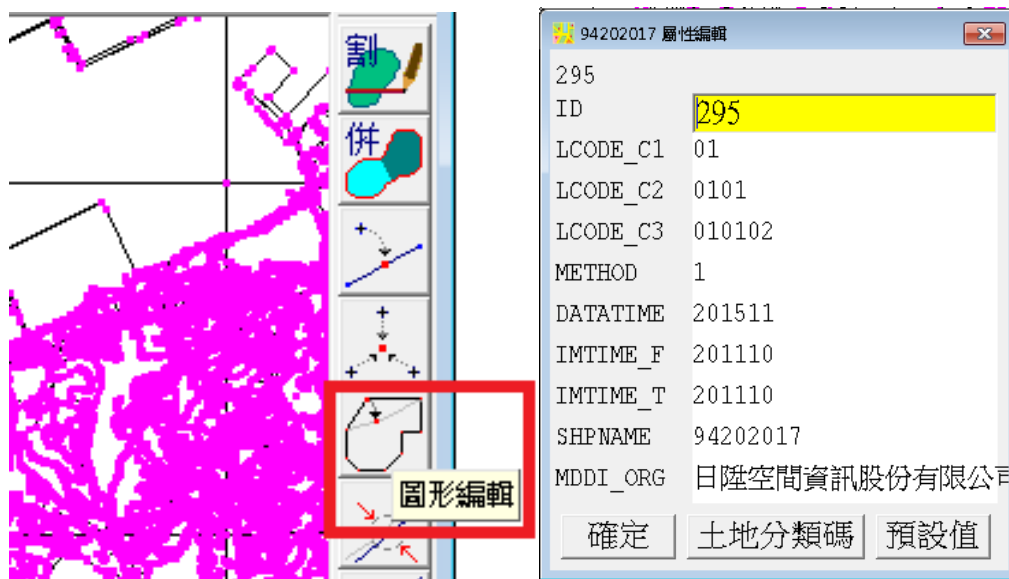 割
併
圖形編輯
94202017 屬性編輯
295
ID 295
LCODE_C1 01
LCODE_C2 0101
LCODE_C3 010102
METHOD 1
DATATIME 201511
IMTIME_F 201110
IMTIME_T 201110
SHPNAME 94202017
MDDI_ORG 日陞空間資訊股份有限公司
確定 土地分類碼 預設值